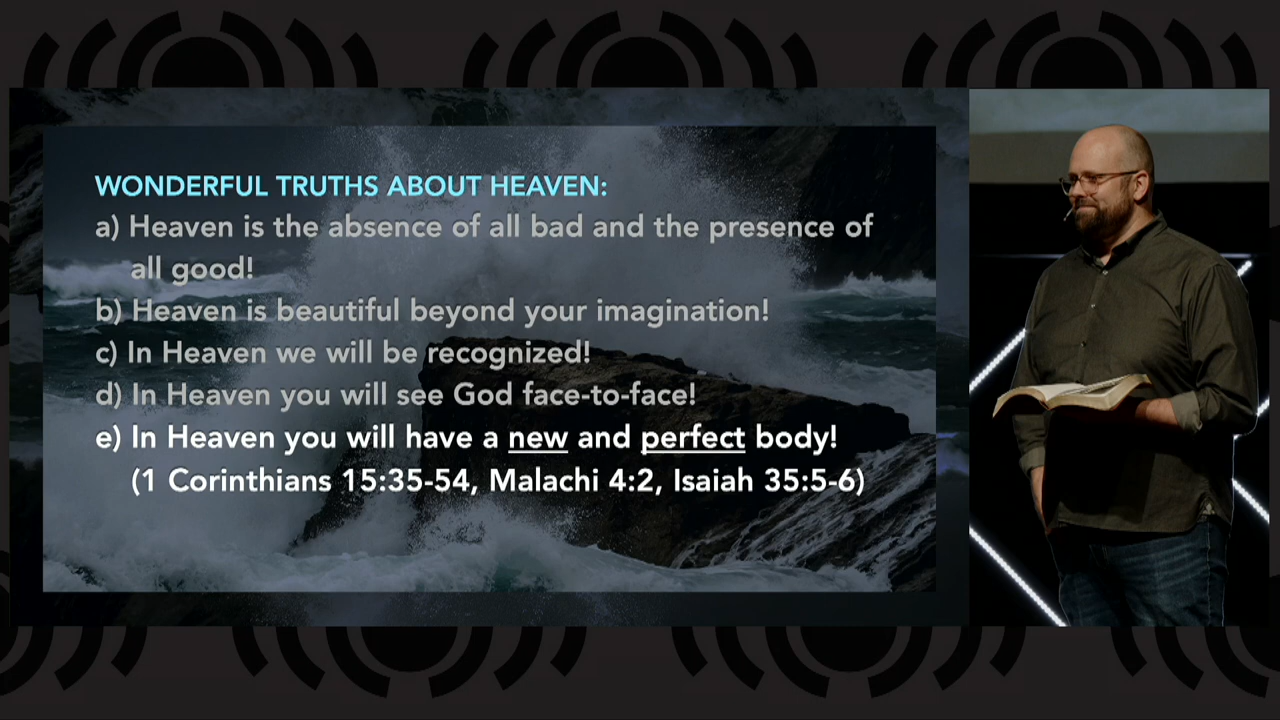 WONDERFUL TRUTHS ABOUT HEAVEN:
a) Heaven is the absence of all bad and the presence of
all good!
b) Heaven is beautiful beyond your imagination!
c) In Heaven we will be recognized!
d) In Heaven you will see God face-to-face!
e) In Heaven you will have a new and perfect body!
(1 Corinthians 15:35-54, Malachi 4:2, Isaiah 35:5-6)